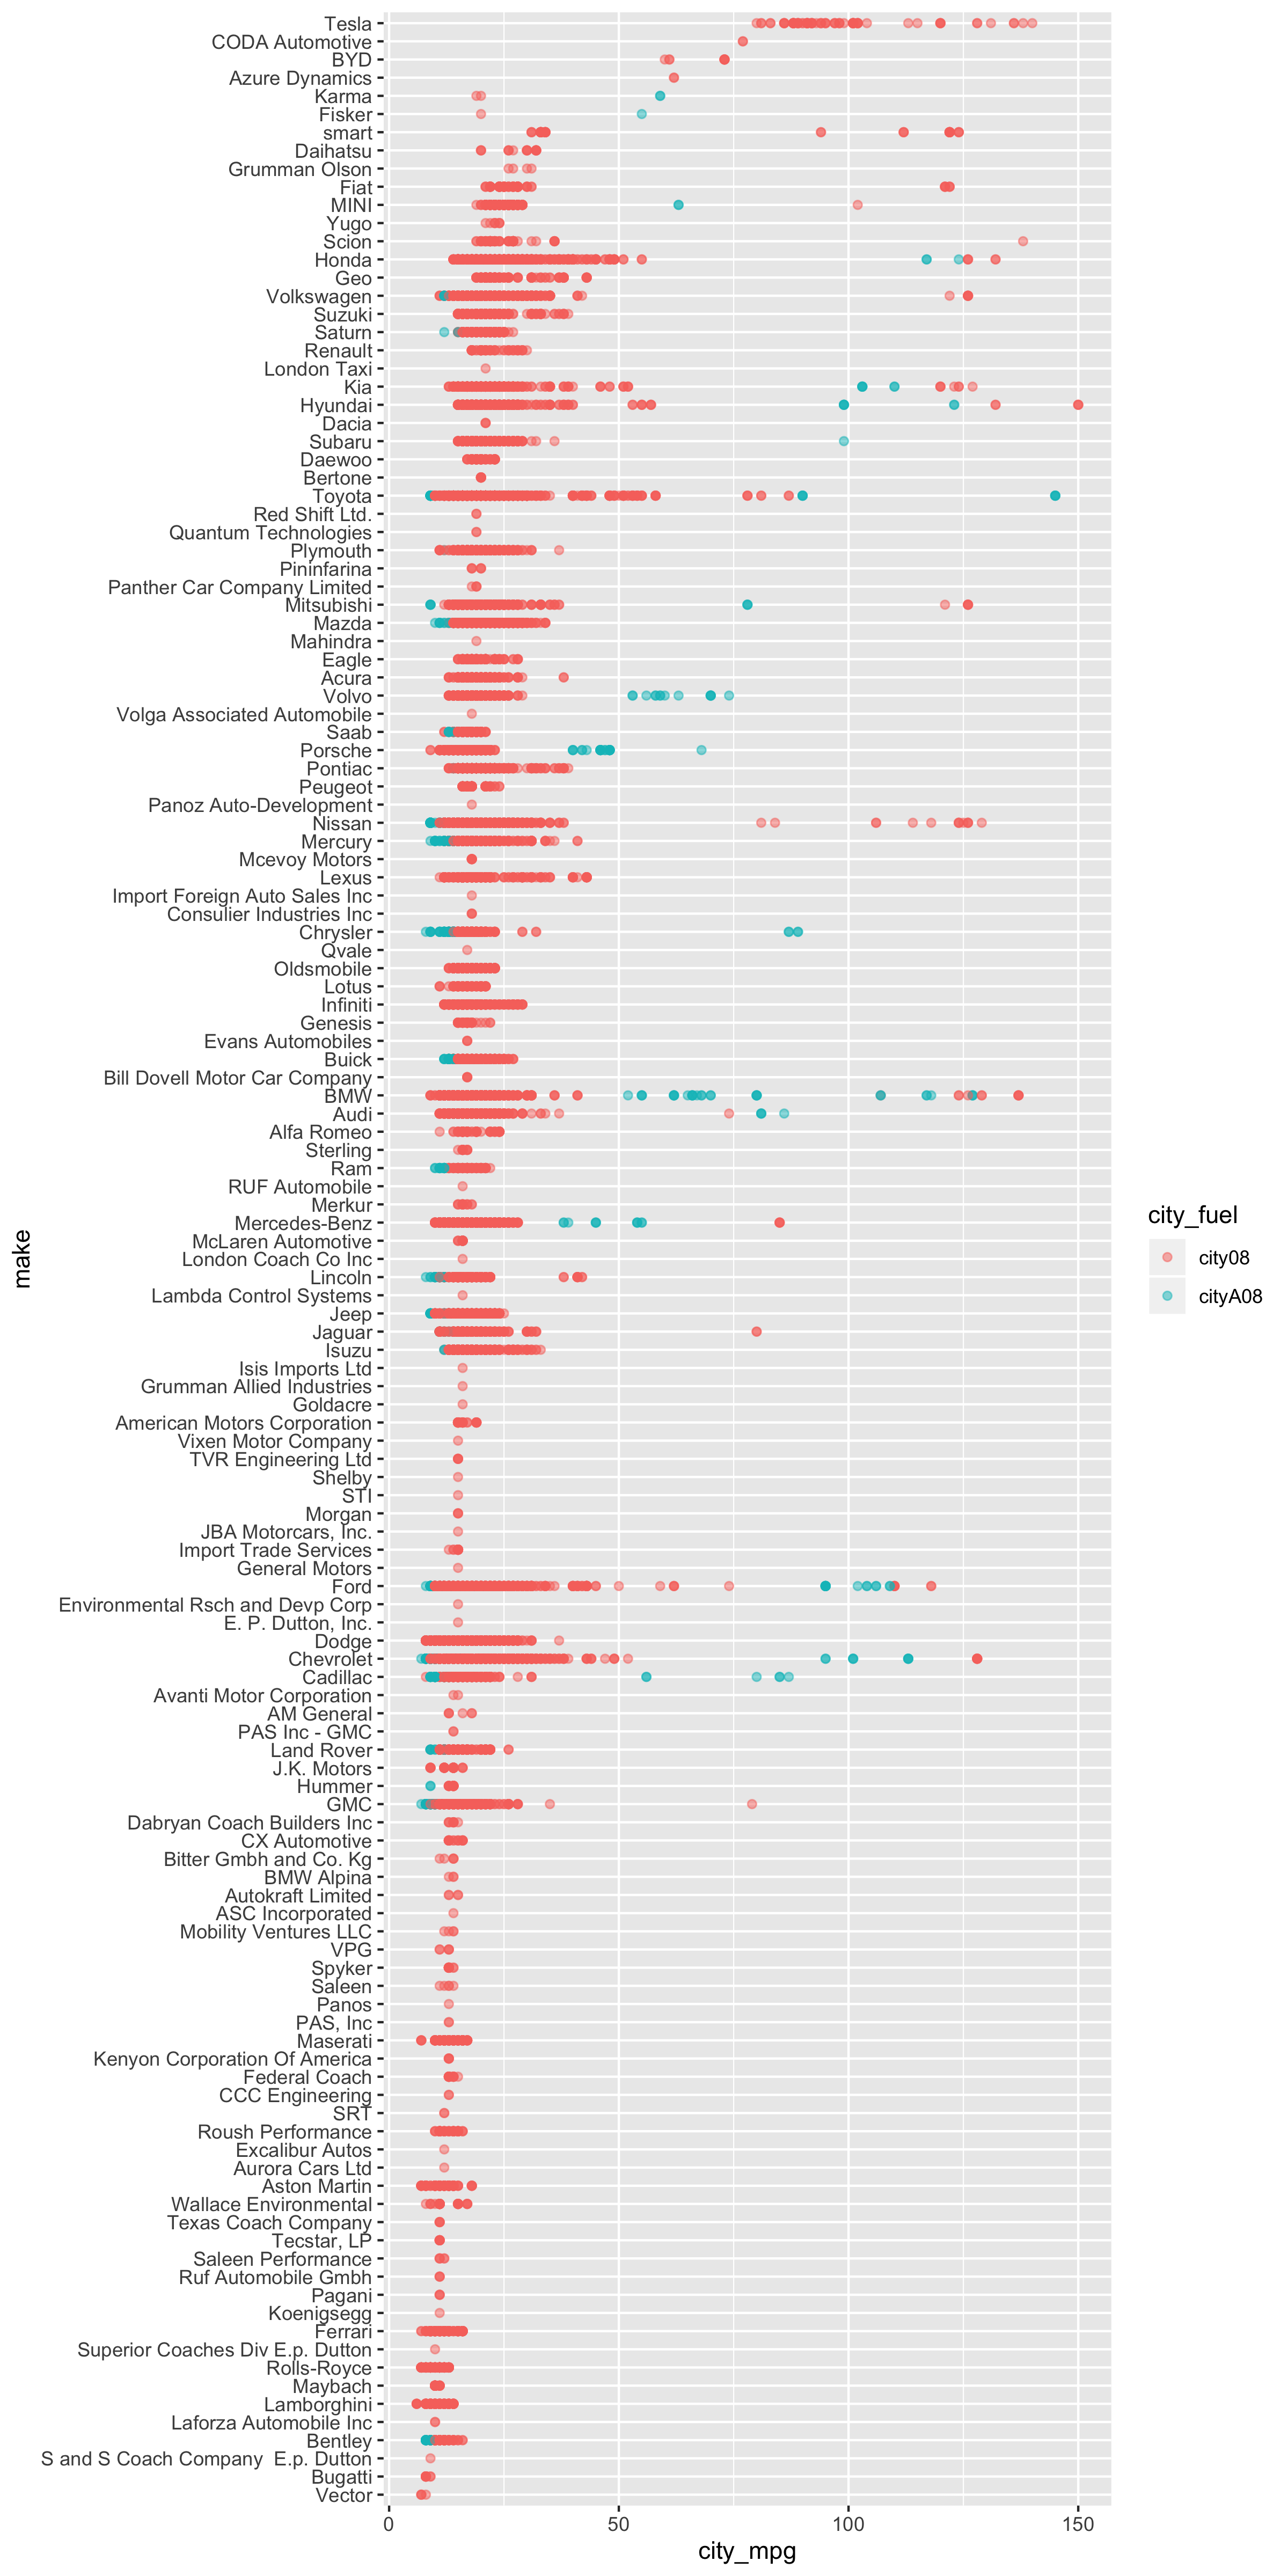 Tesla
CODA Automotive
BYD
Azure Dynamics
Karma
Fisker
smart
Daihatsu
Grumman Olson
Fiat
MINI
Yugo
Scion
Honda
Geo
Volkswagen
Suzuki
Saturn
Renault
London Taxi
Kia
Hyundai
Dacia
Subaru
Daewoo
Bertone
Toyota
Red Shift Ltd.
Quantum Technologies
Plymouth
Pininfarina
Panther Car Company Limited
Mitsubishi
Mazda
Mahindra
Eagle
Acura
Volvo
Volga Associated Automobile
Saab
Porsche
Pontiac
Peugeot
Panoz Auto-Development
Nissan
Mercury
Mcevoy Motors
Lexus
Import Foreign Auto Sales Inc
Consulier Industries Inc
Chrysler
Qvale
Oldsmobile
Lotus
Infiniti
Genesis
Evans Automobiles
Buick
Bill Dovell Motor Car Company
BMW
Audi
Alfa Romeo
Sterling
Ram
RUF Automobile
Merkur
Mercedes-Benz
McLaren Automotive
London Coach Co Inc
Lincoln
Lambda Control Systems
Jeep
Jaguar
Isuzu
Isis Imports Ltd
Grumman Allied Industries
Goldacre
American Motors Corporation
Vixen Motor Company
TVR Engineering Ltd
Shelby
STI
Morgan
JBA Motorcars, Inc.
Import Trade Services
General Motors
Ford
Environmental Rsch and Devp Corp
E. P. Dutton, Inc.
Dodge
Chevrolet
Cadillac
Avanti Motor Corporation
AM General
PAS Inc - GMC
Land Rover
J.K. Motors
Hummer
GMC
Dabryan Coach Builders Inc
CX Automotive
Bitter Gmbh and Co. Kg
BMW Alpina
Autokraft Limited
ASC Incorporated
Mobility Ventures LLC
VPG
Spyker
Saleen
Panos
PAS, Inc
Maserati
Kenyon Corporation Of America
Federal Coach
CCC Engineering
SRT
Roush Performance
Excalibur Autos
Aurora Cars Ltd
Aston Martin
Wallace Environmental
Texas Coach Company
Tecstar, LP
Saleen Performance
Ruf Automobile Gmbh
Pagani
Koenigsegg
Ferrari
Superior Coaches Div E.p. Dutton
Rolls-Royce
Maybach
Lamborghini
Laforza Automobile Inc
Bentley
S and S Coach Company  E.p. Dutton
Bugatti
Vector
0 50 100 150
city_mpg
make
city_fuel
city08
cityA08